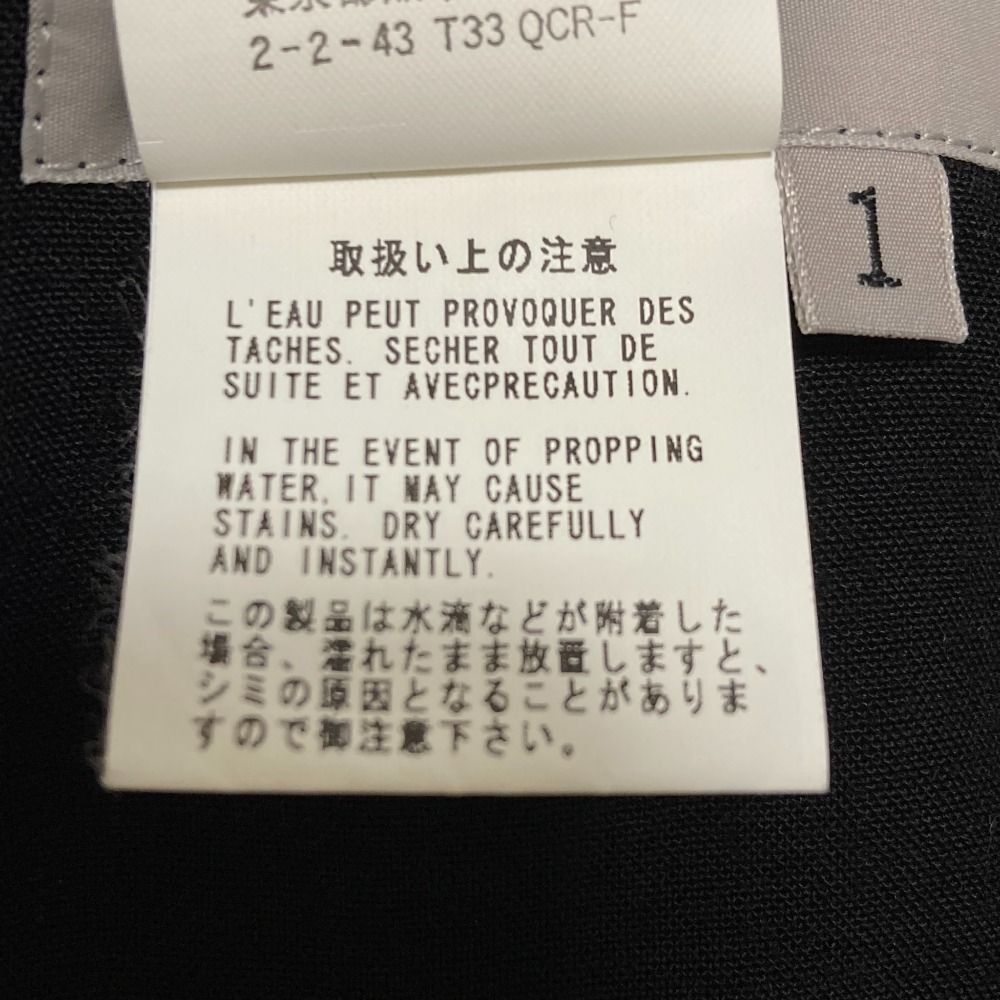 東京都
2-2-43 T33 QCR-F
1
取扱い上の注意
L'EAU PEUT PROVOQUER DES
TACHES. SECHER TOUT DE
SUITE ET AVECPRECAUTION.
IN THE EVENT OF PROPPING
WATER, IT MAY CAUSE
STAINS. DRY CAREFULLY
AND INSTANTLY.
この製品は水滴などが附着した
場合、濡れたまま放置しますと、
シミの原因となることがありま
すので御注意下さい。